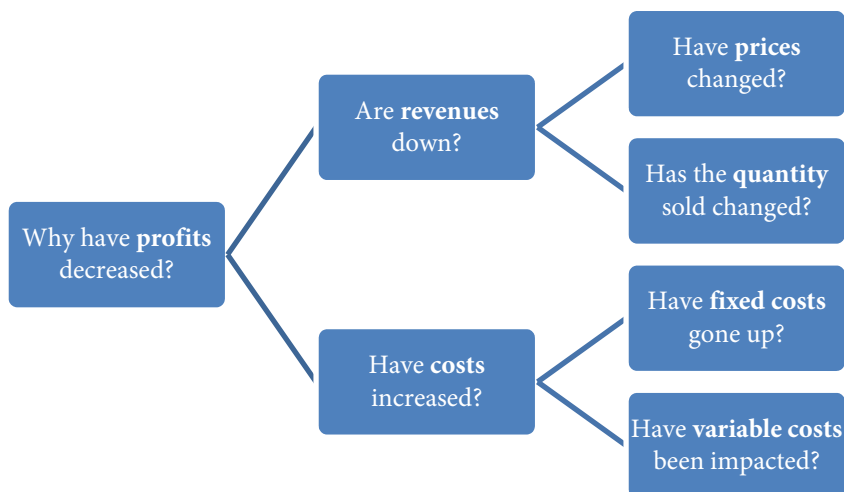 Why have profits
decreased?
Are revenues
down?
Have prices
changed?
Has the quantity
sold changed?
Have costs
increased?
Have fixed costs
gone up?
Have variable costs
been impacted?